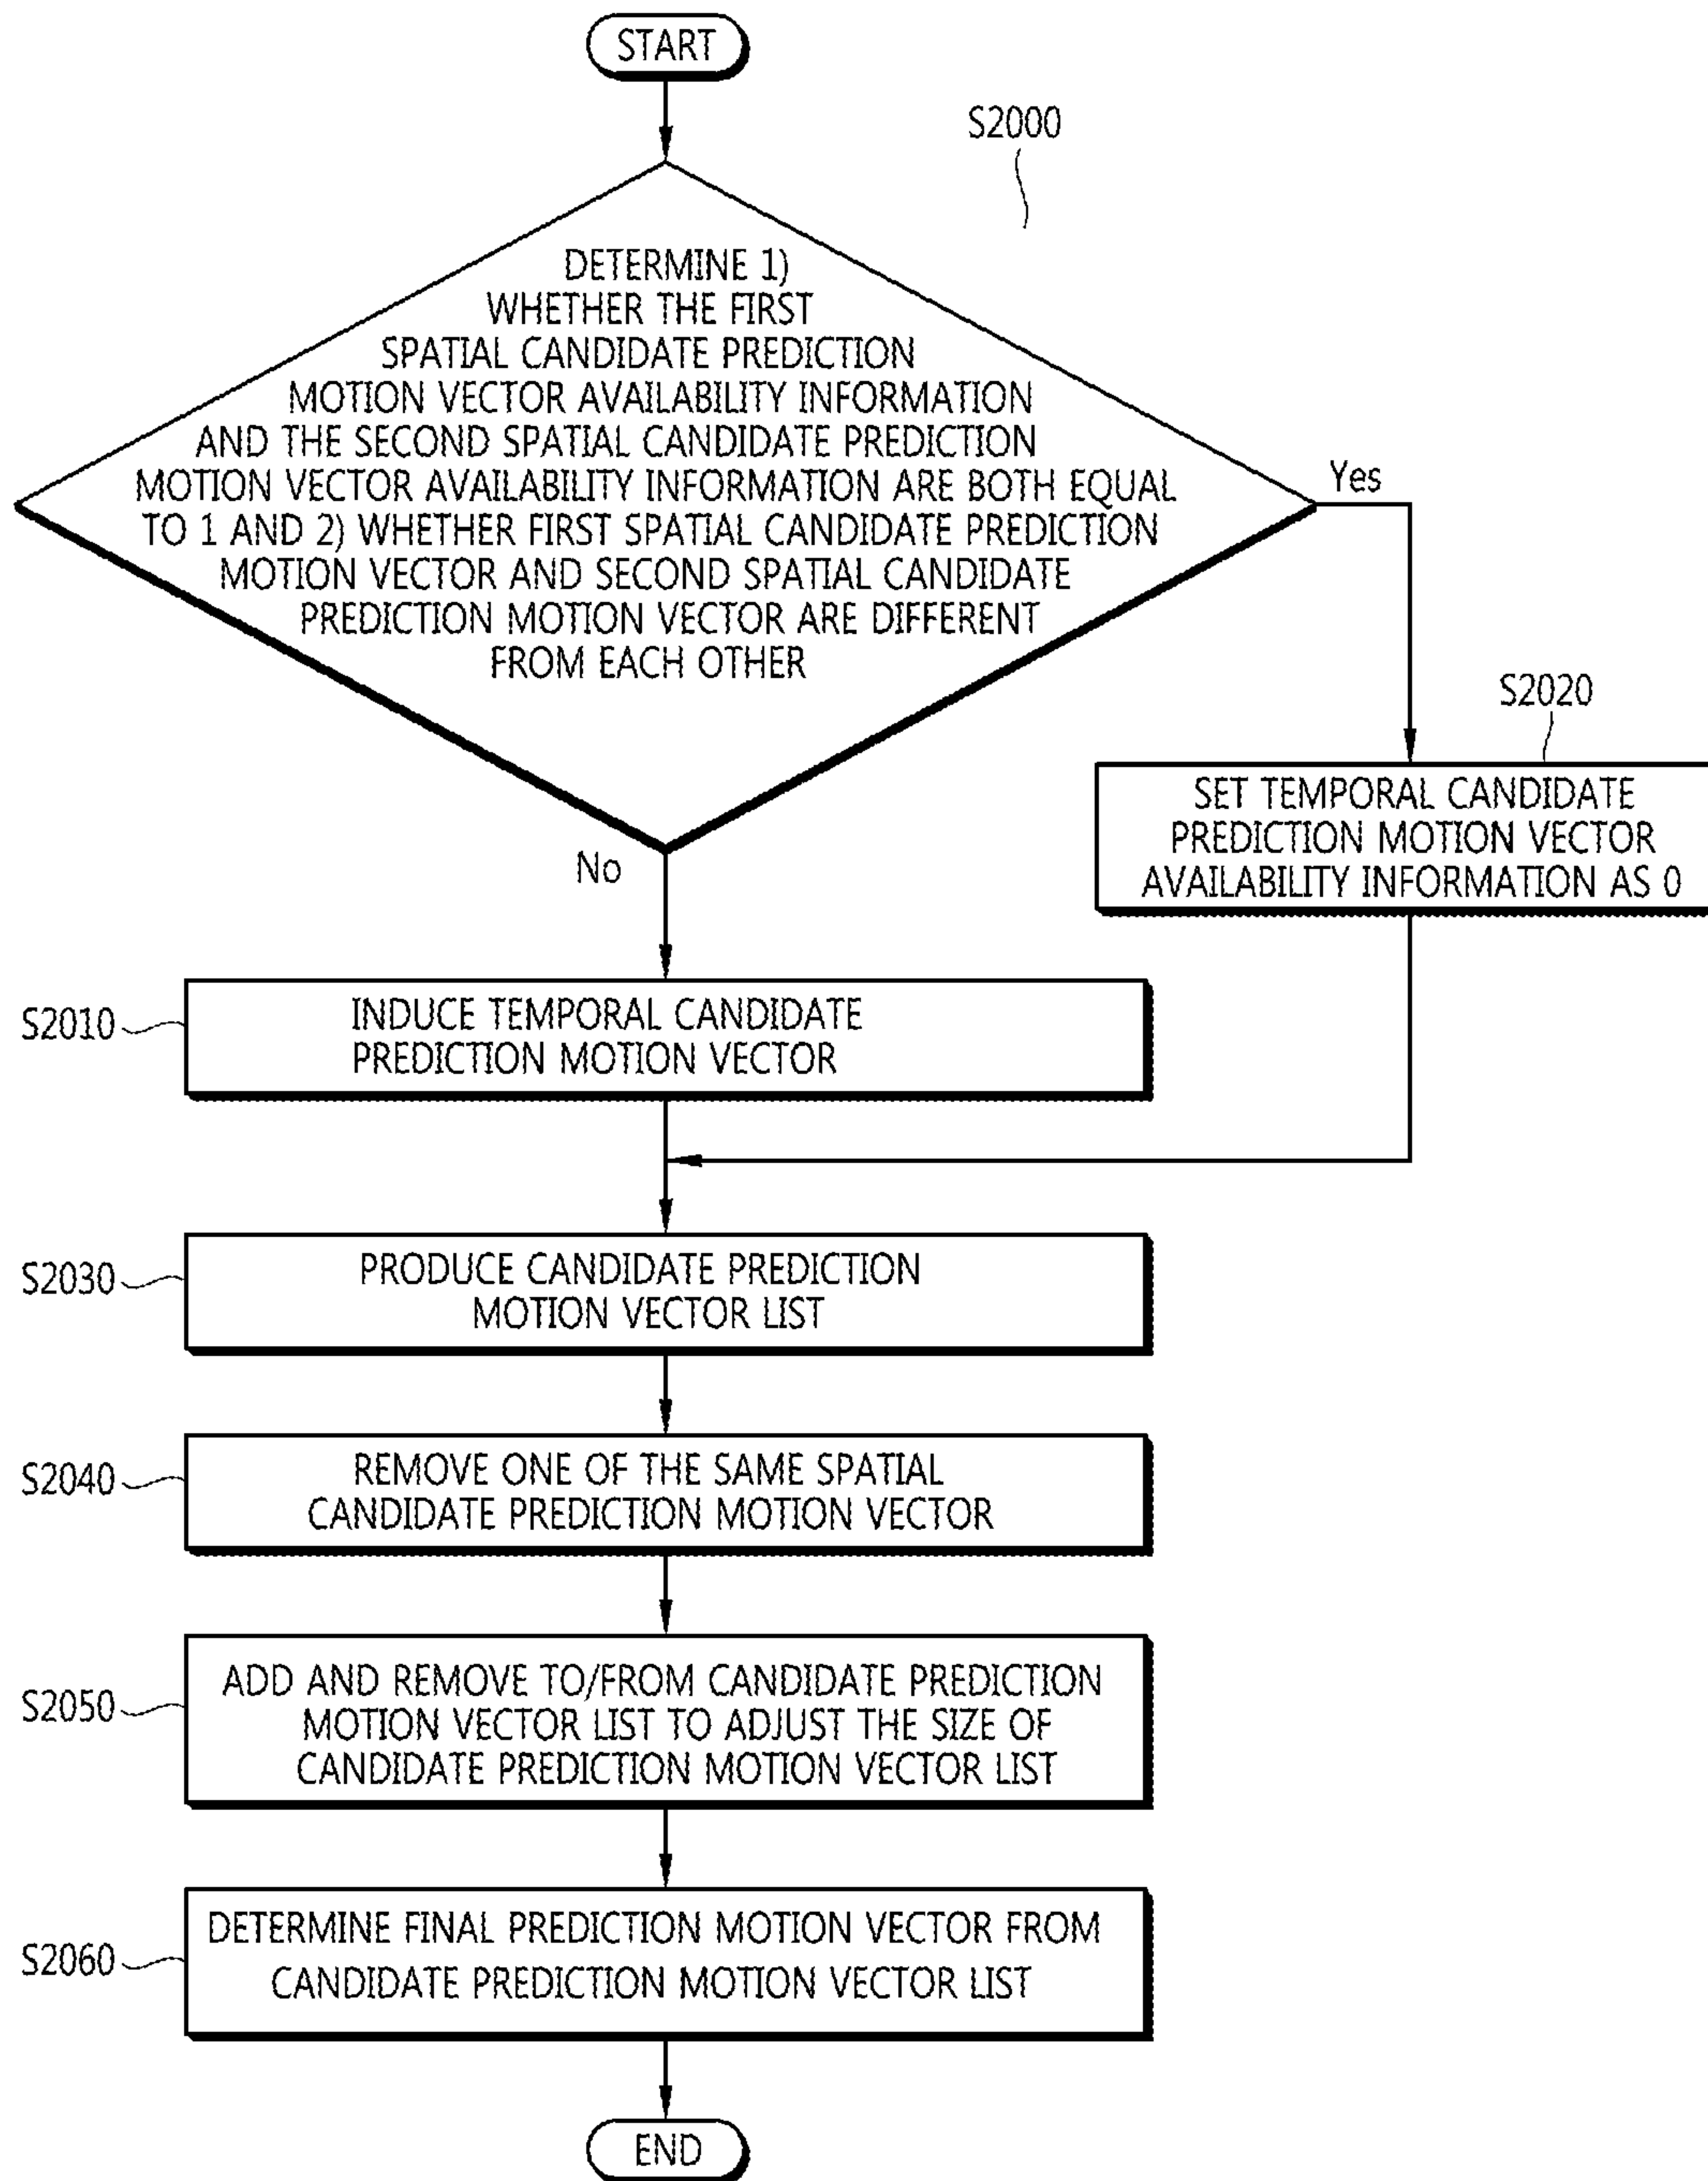 START
S2000
DETERMINE 1)
WHETHER THE FIRST
SPATIAL CANDIDATE PREDICTION
MOTION VECTOR AVAILABILITY INFORMATION
AND THE SECOND SPATIAL CANDIDATE PREDICTION
MOTION VECTOR AVAILABILITY INFORMATION ARE BOTH EQUAL
TO 1 AND 2) WHETHER FIRST SPATIAL CANDIDATE PREDICTION
MOTION VECTOR AND SECOND SPATIAL CANDIDATE
PREDICTION MOTION VECTOR ARE DIFFERENT
FROM EACH OTHER
Yes
S2020
SET TEMPORAL CANDIDATE
PREDICTION MOTION VECTOR
AVAILABILITY INFORMATION AS 0
No
S2010
INDUCE TEMPORAL CANDIDATE
PREDICTION MOTION VECTOR
S2030
PRODUCE CANDIDATE PREDICTION
MOTION VECTOR LIST
S2040
REMOVE ONE OF THE SAME SPATIAL
CANDIDATE PREDICTION MOTION VECTOR
S2050
ADD AND REMOVE TO/FROM CANDIDATE PREDICTION
MOTION VECTOR LIST TO ADJUST THE SIZE OF
CANDIDATE PREDICTION MOTION VECTOR LIST
S2060
DETERMINE FINAL PREDICTION MOTION VECTOR FROM
CANDIDATE PREDICTION MOTION VECTOR LIST
END